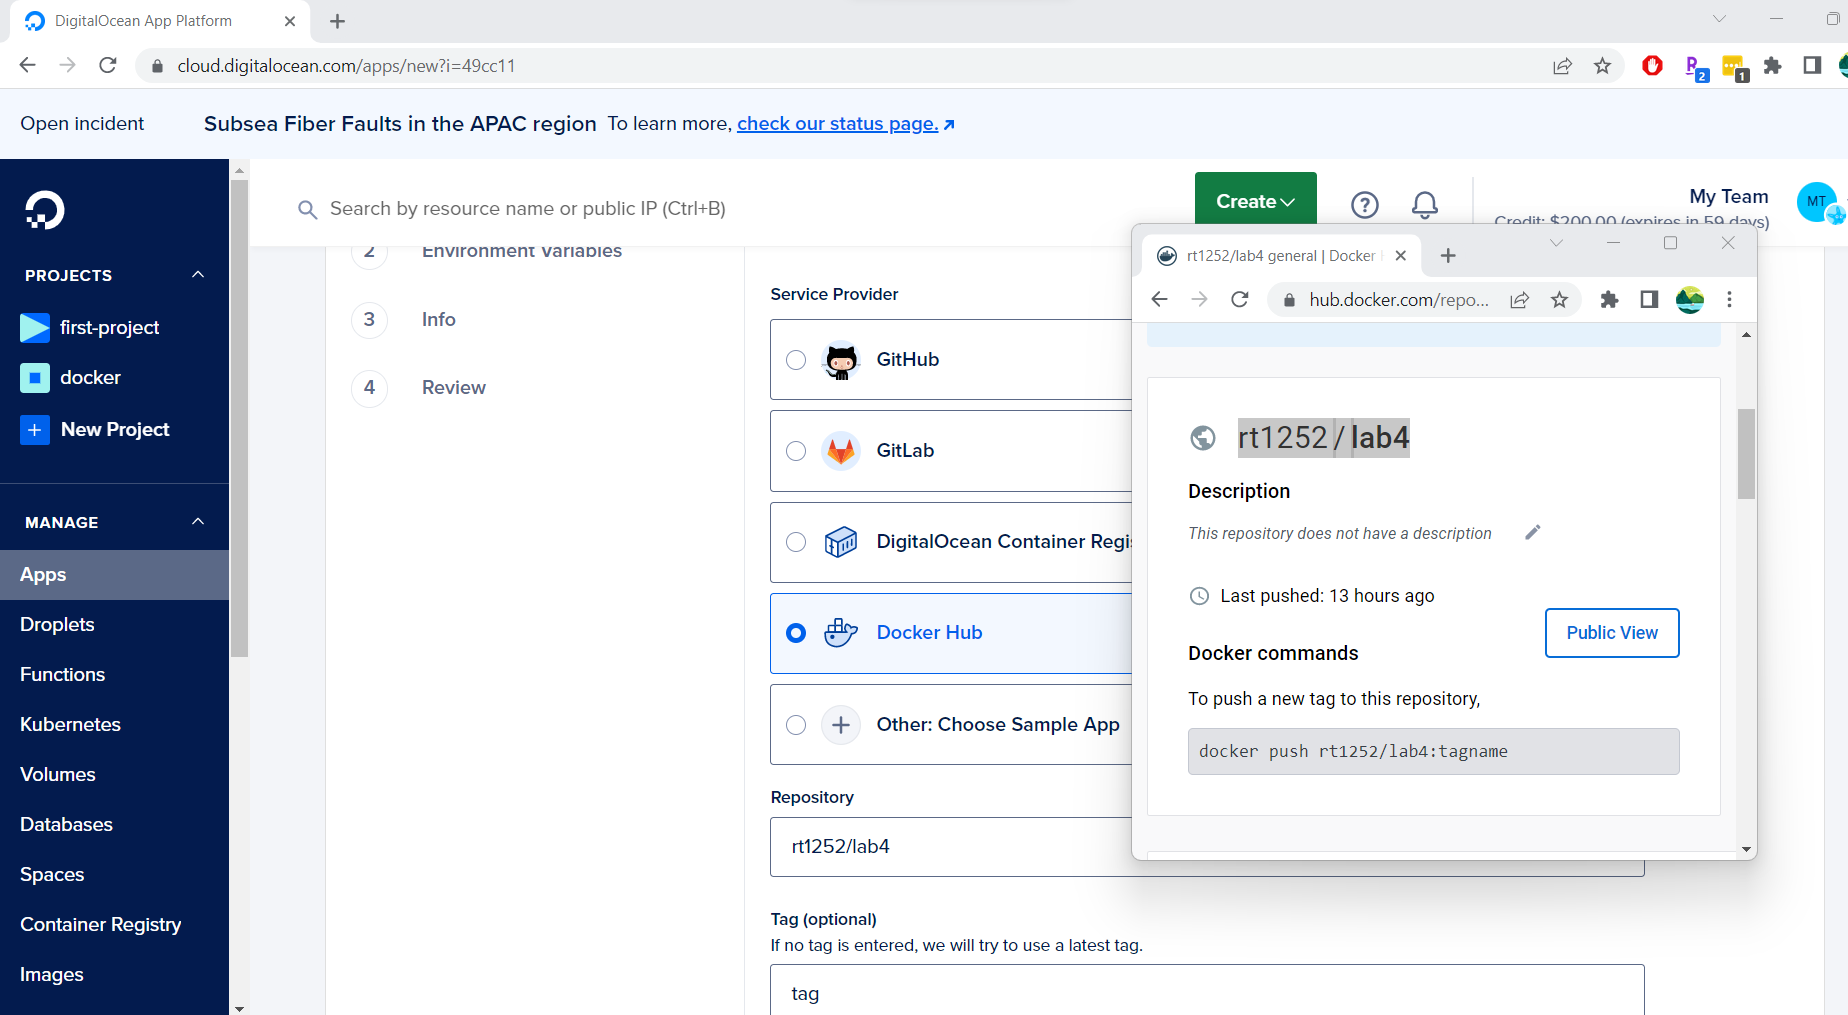 DigitalOcean App Platform
cloud.digitalocean.com/apps/new?i=49cc11
2
1
Open incident
Subsea Fiber Faults in the APAC region To learn more, check our status page.
Search by resource name or public IP (Ctrl+B)
Create
My Team
MT
Credit: $200.00 (expires in 59 days)
PROJECTS
first-project
docker
New Project
MANAGE
Apps
Droplets
Functions
Kubernetes
Volumes
Databases
Spaces
Container Registry
Images
2 Environment Variables
3 Info
4 Review
Service Provider
GitHub
GitLab
DigitalOcean Container Regis
Docker Hub
Other: Choose Sample App
Repository
rt1252/lab4
Tag (optional)
If no tag is entered, we will try to use a latest tag.
tag
rt1252/lab4 general | Docker
hub.docker.com/repo...
rt1252 / lab4
Description
This repository does not have a description
Last pushed: 13 hours ago
Public View
Docker commands
To push a new tag to this repository,
docker push rt1252/lab4:tagname